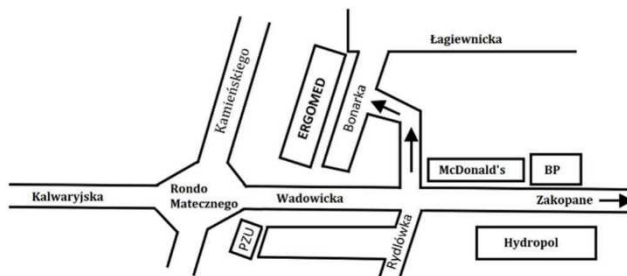 Łagiewnicka
Kamieńskiego
ERGOMED
Bonarka
McDonald's
BP
Kalwaryjska
Rondo
Matecznego
Wadowicka
Zakopane
PZU
Rydlówka
Hydropol